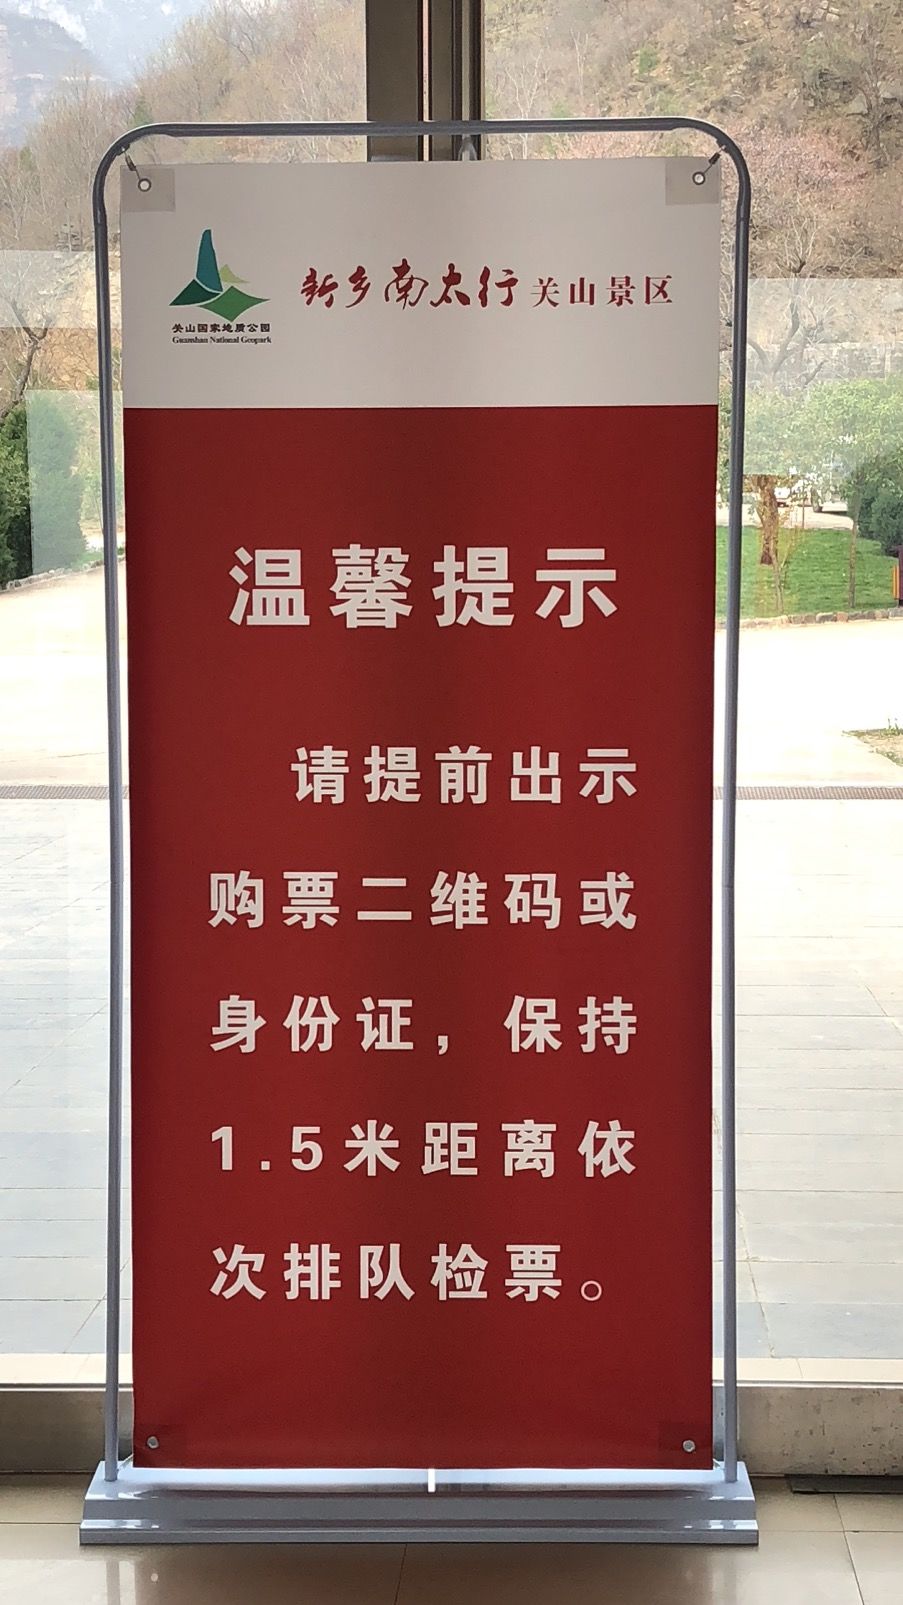 新乡南太行 关山景区
关山国家地质公园
Guanshan National Geopark
温馨提示
请提前出示
购票二维码或
身份证，保持
1.5米距离依
次排队检票。